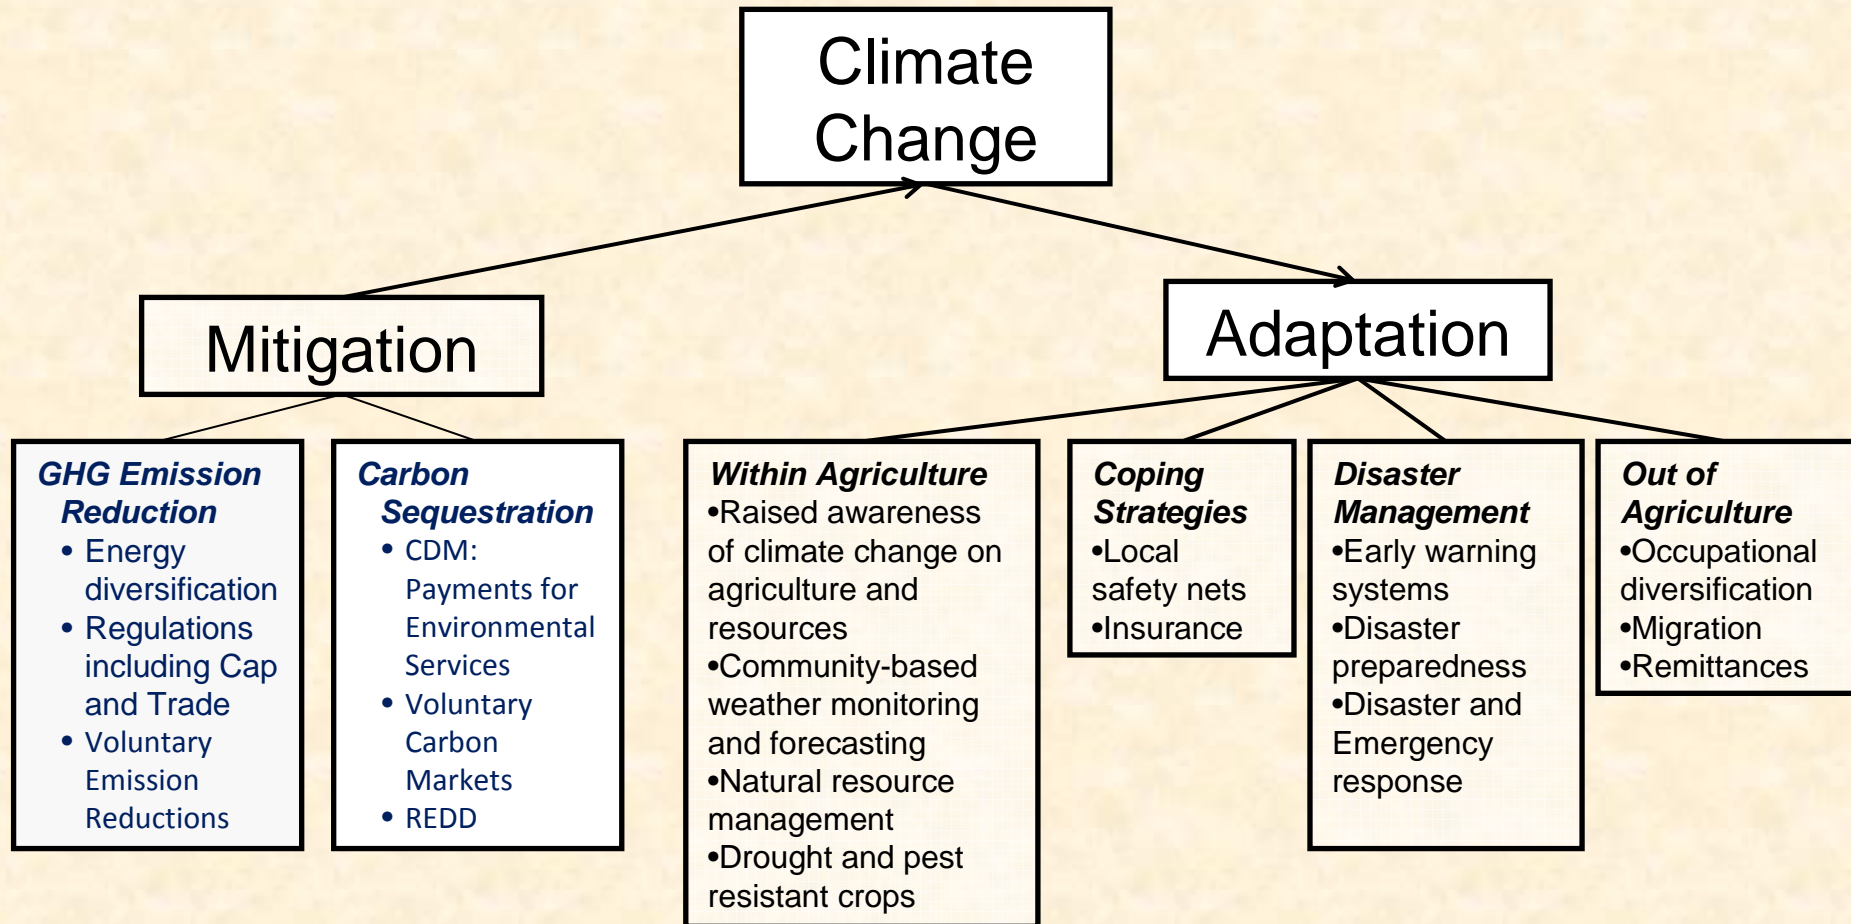 Climate
Change
Mitigation
Adaptation
GHG Emission
Reduction
• Energy
diversification
• Regulations
including Cap
and Trade
• Voluntary
Emission
Reductions
Carbon
Sequestration
• CDM:
Payments for
Environmental
Services
• Voluntary
Carbon
Markets
• REDD
Within Agriculture
•Raised awareness
of climate change on
agriculture and
resources
•Community-based
weather monitoring
and forecasting
•Natural resource
management
•Drought and pest
resistant crops
Coping
Strategies
•Local
safety nets
•Insurance
Disaster
Management
•Early warning
systems
•Disaster
preparedness
•Disaster and
Emergency
response
Out of
Agriculture
•Occupational
diversification
•Migration
•Remittances